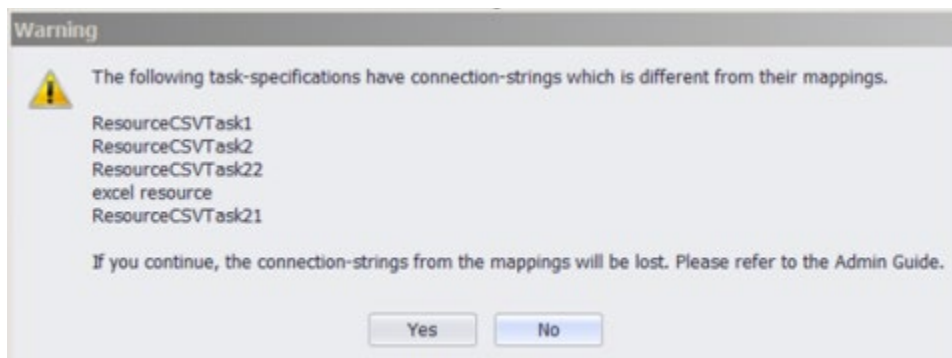 Warning
The following task-specifications have connection-strings which is different from their mappings.
ResourceCSVTask1
ResourceCSVTask2
ResourceCSVTask22
excel resource
ResourceCSVTask21
If you continue, the connection-strings from the mappings will be lost. Please refer to the Admin Guide.
Yes No